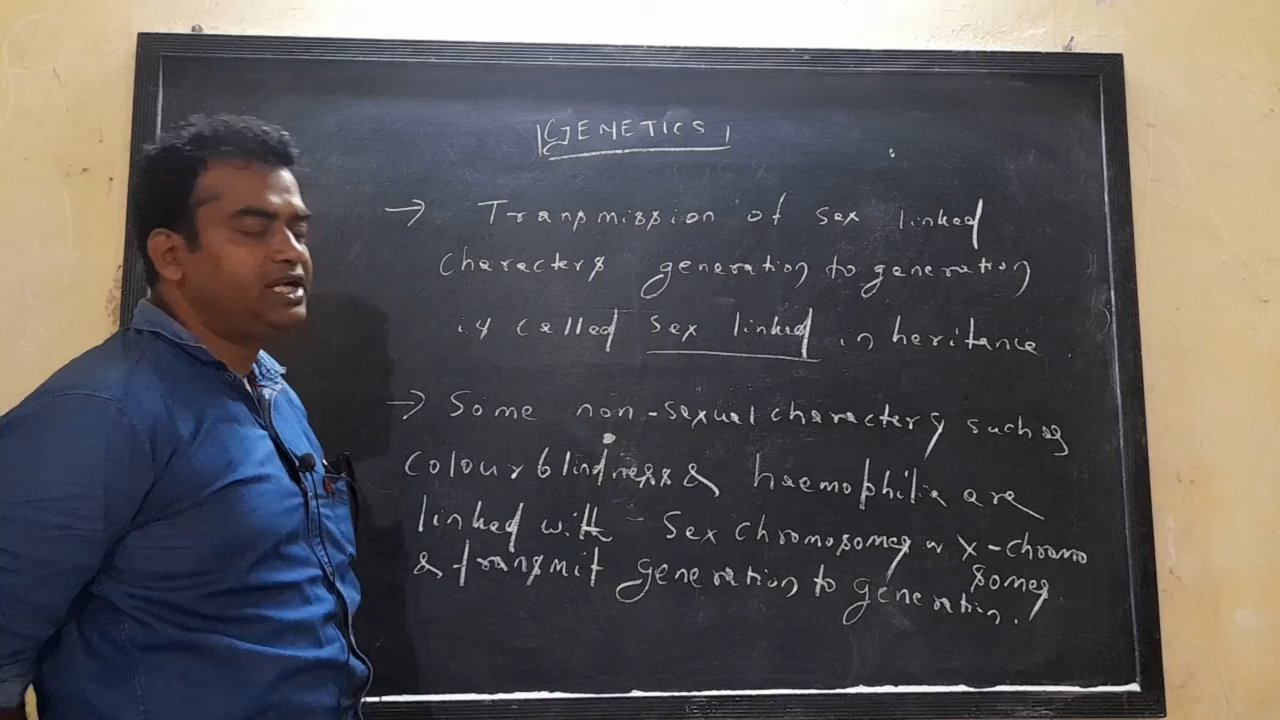 GENETICS
→ Transmission of sex linked
characters generation to generation
is called sex linked inheritance.
→ Some non-sexual characters such as
colour blindness & haemophilia are
linked with Sex chromosomes or X-chromo
somes
& transmit generation to generation.